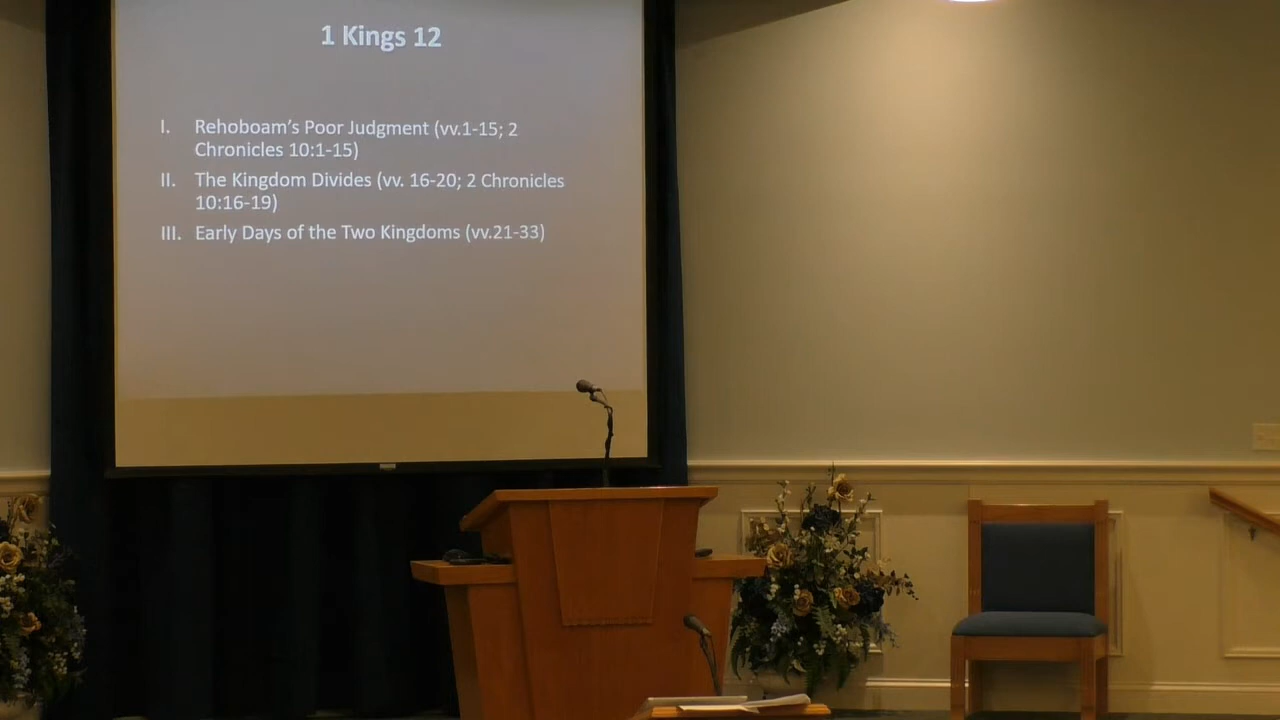 1 Kings 12
I. Rehoboam's Poor Judgment (vv.1-15; 2
Chronicles 10:1-15)
II. The Kingdom Divides (vv. 16-20; 2 Chronicles
10:16-19)
III. Early Days of the Two Kingdoms (vv.21-33)